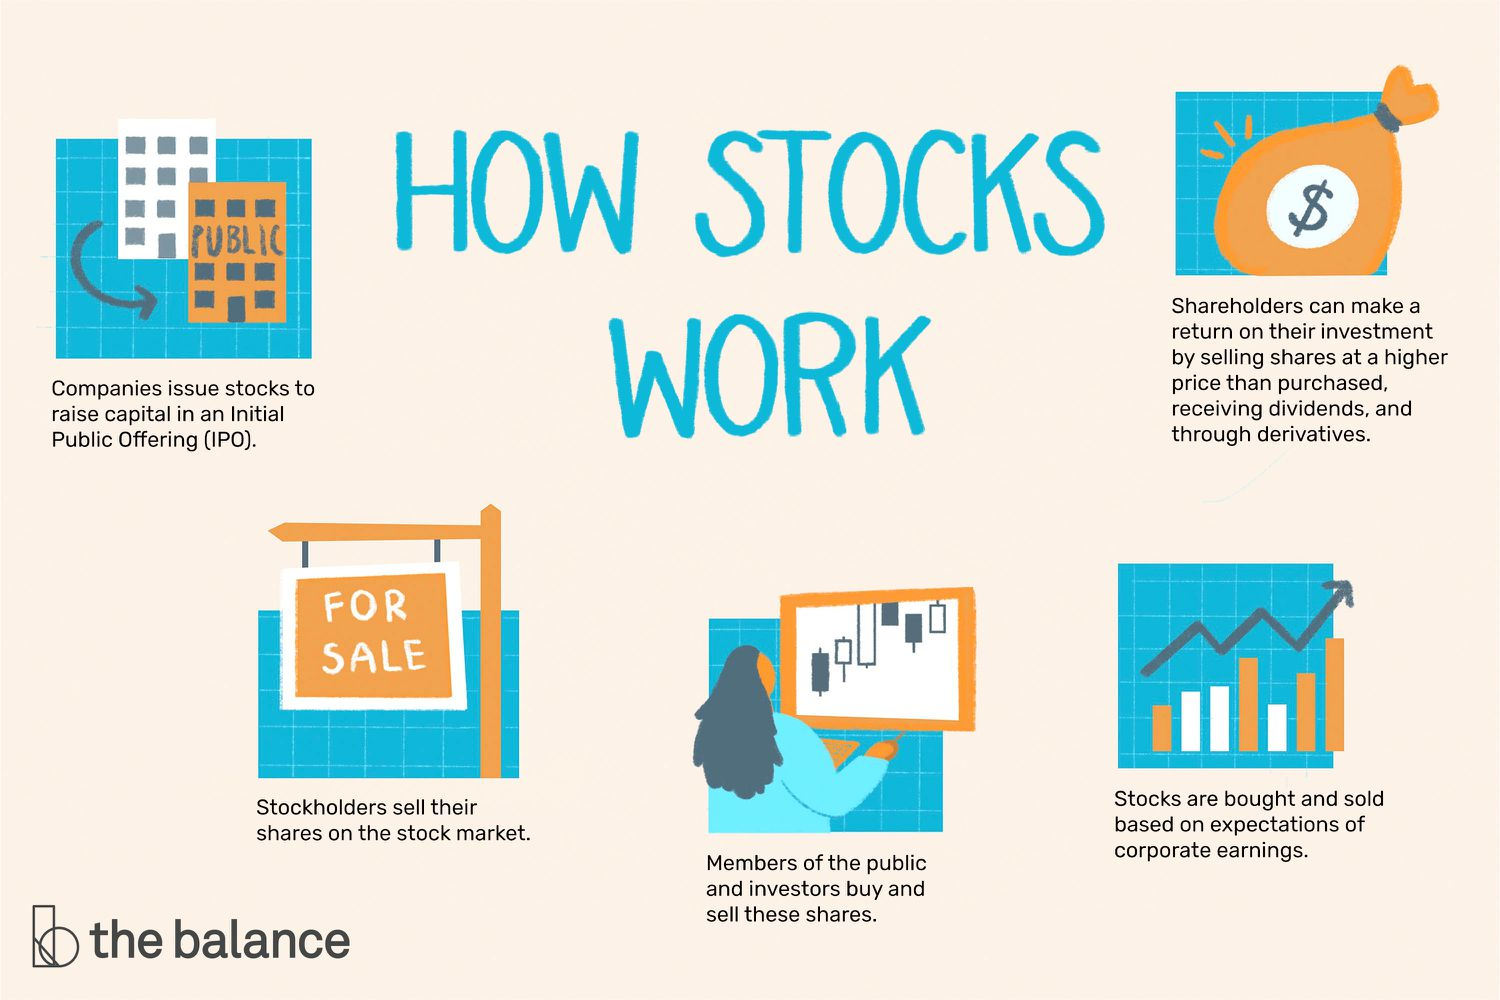 HOW STOCKS
WORK
PUBLIC
Companies issue stocks to
raise capital in an Initial
Public Offering (IPO).
FOR
SALE
Stockholders sell their
shares on the stock market.
Members of the public
and investors buy and
sell these shares.
Stocks are bought and sold
based on expectations of
corporate earnings.
$
Shareholders can make a
return on their investment
by selling shares at a higher
price than purchased,
receiving dividends, and
through derivatives.
the balance